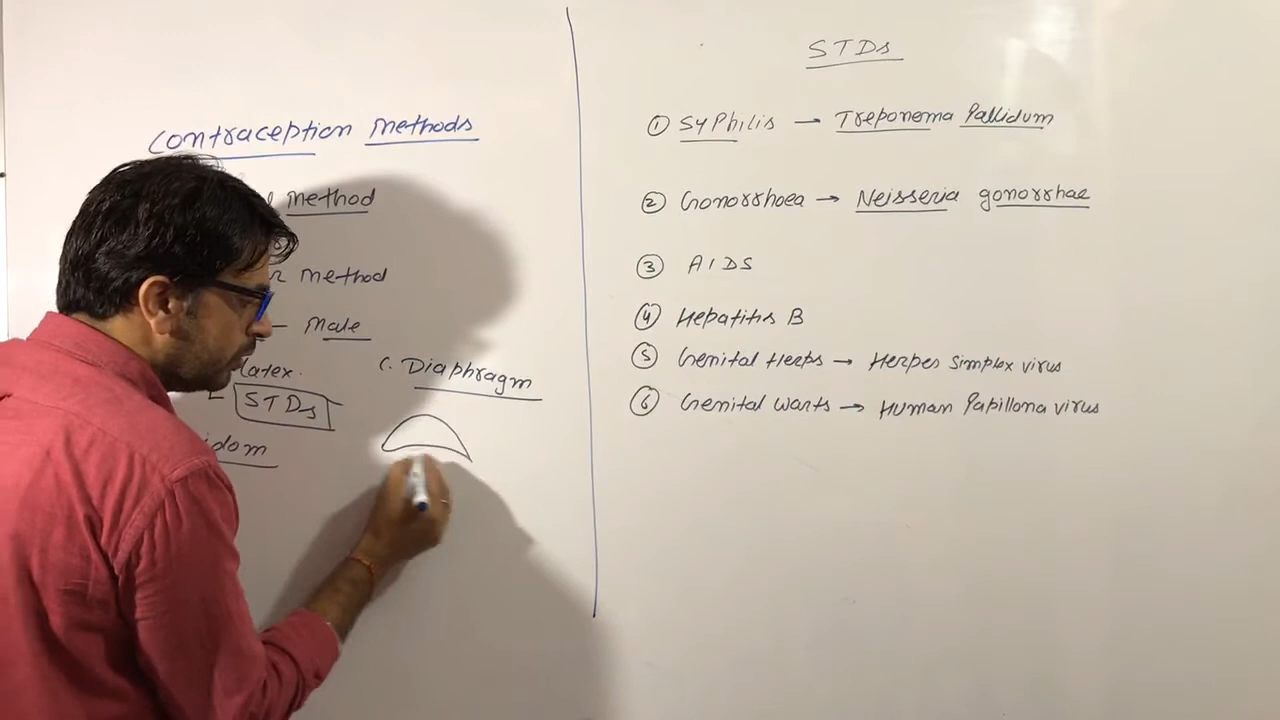 Contraception Methods
method
method
— Male
latex.
C. Diaphragm
STDs
idom
STDs
① Syphilis → Treponema Pallidum
② Gonorrhoea → Neisseria gonorrhae
③ AIDS
④ Hepatitis B
⑤ Genital Herps → Herpes simplex virus
⑥ Genital warts → Human Papilloma virus